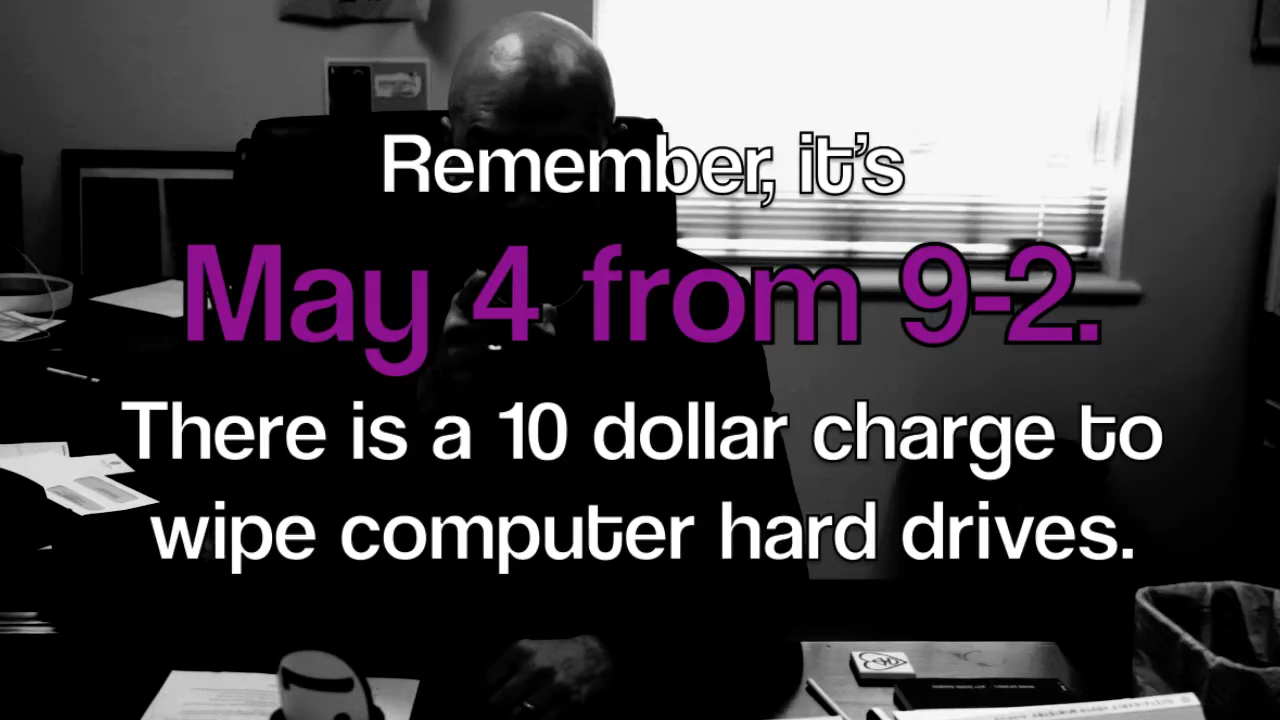 Remember, it's
May 4 from 9-2.
There is a 10 dollar charge to
wipe computer hard drives.